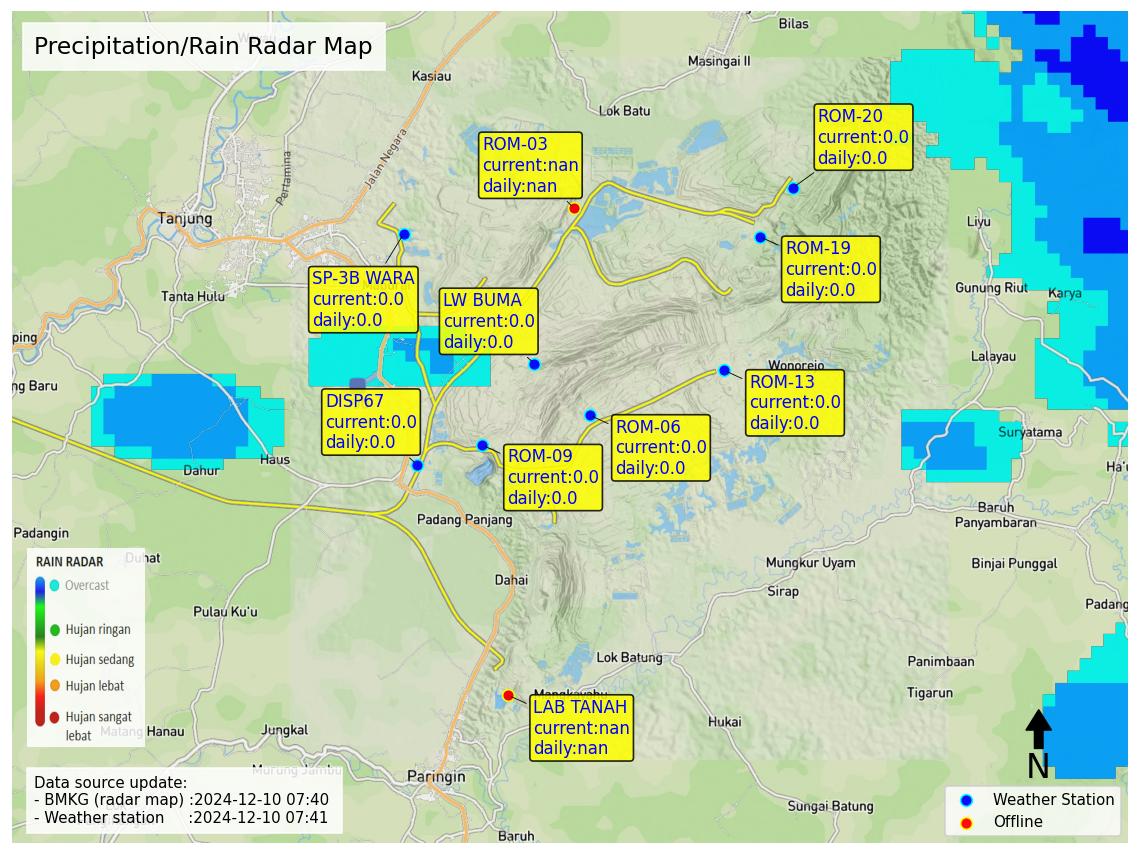 Precipitation/Rain Radar Map
Bilas
Masingai II
Kasiau
Lok Batu
Jalan Negara
Pertamina
Tanjung
ROM-03
current:nan
daily:nan
ROM-20
current:0.0
daily:0.0
Liyu
ROM-19
current:0.0
daily:0.0
SP-3B WARA
current:0.0
daily:0.0
LW BUMA
current:0.0
daily:0.0
Tanta Hulu
Gunung Riut
Karya
ping
Lalayau
Wonorejo
ng Baru
ROM-13
current:0.0
daily:0.0
DISP67
current:0.0
daily:0.0
ROM-06
current:0.0
daily:0.0
ROM-09
current:0.0
daily:0.0
Suryatama
Haus
Dahur
Ha'u
Baruh
Panyambaran
Padang Panjang
Padangin
Duhat
Mungkur Uyam
Binjai Punggal
Dahai
Sirap
Padang
Pulau Ku'u
RAIN RADAR
Overcast
Hujan ringan
Hujan sedang
Hujan lebat
Hujan sangat
lebat
Lok Batung
Panimbaan
Tigarun
Mangkayahu
LAB TANAH
current:nan
daily:nan
Hukai
Matang Hanau
Jungkal
Murung Jambu
Paringin
Sungai Batung
Baruh
N
Data source update:
- BMKG (radar map) :2024-12-10 07:40
- Weather station :2024-12-10 07:41
Weather Station
Offline